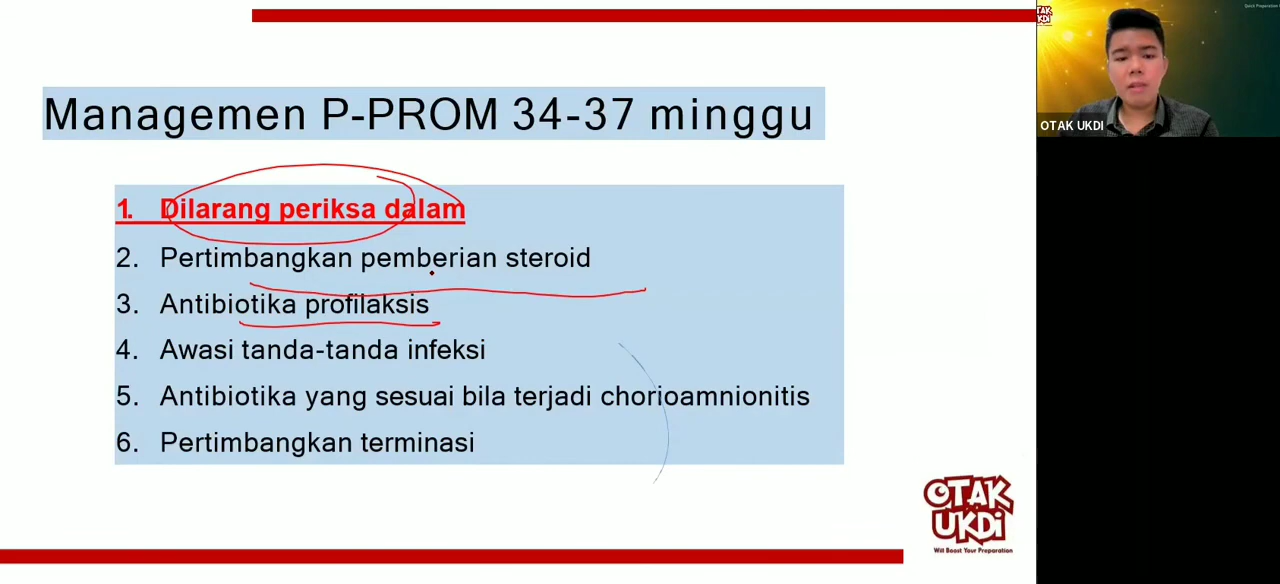 Managemen P-PROM 34-37 minggu
1. Dilarang periksa dalam
2. Pertimbangkan pemberian steroid
3. Antibiotika profilaksis
4. Awasi tanda-tanda infeksi
5. Antibiotika yang sesuai bila terjadi chorioamnionitis
6. Pertimbangkan terminasi
OTAK
UKDi
Will Boost Your Preparation
OTAK UKDI